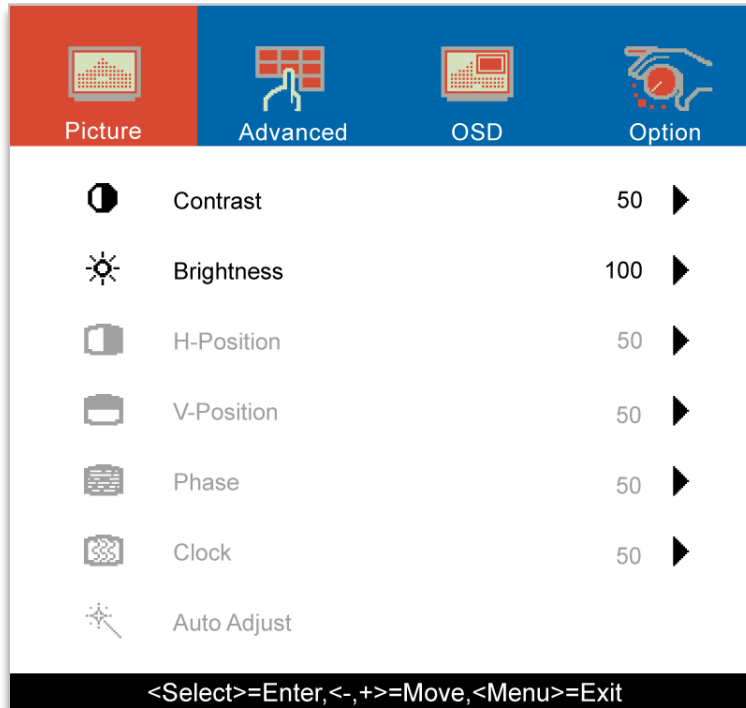 Picture Advanced OSD Option
Contrast 50
Brightness 100
H-Position 50
V-Position 50
Phase 50
Clock 50
Auto Adjust
<Select>=Enter,<-,+>=Move,<Menu>=Exit